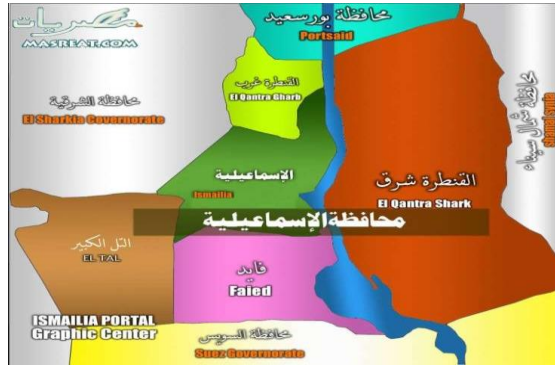 مصريات
MASREAT.COM
محافظة بورسعيد
Portsaid
القنطرة غرب
El Qantra Gharb
محافظة الشرقية
El Sharkia Governorate
محافظة شمال سيناء
الإسماعيلية
Ismailia
القنطرة شرق
El Qantra Shark
محافظة الإسماعيلية
التل الكبير
EL TAL
فايد
Faied
ISMAILIA PORTAL
Graphic Center
محافظة السويس
Suez Governorate